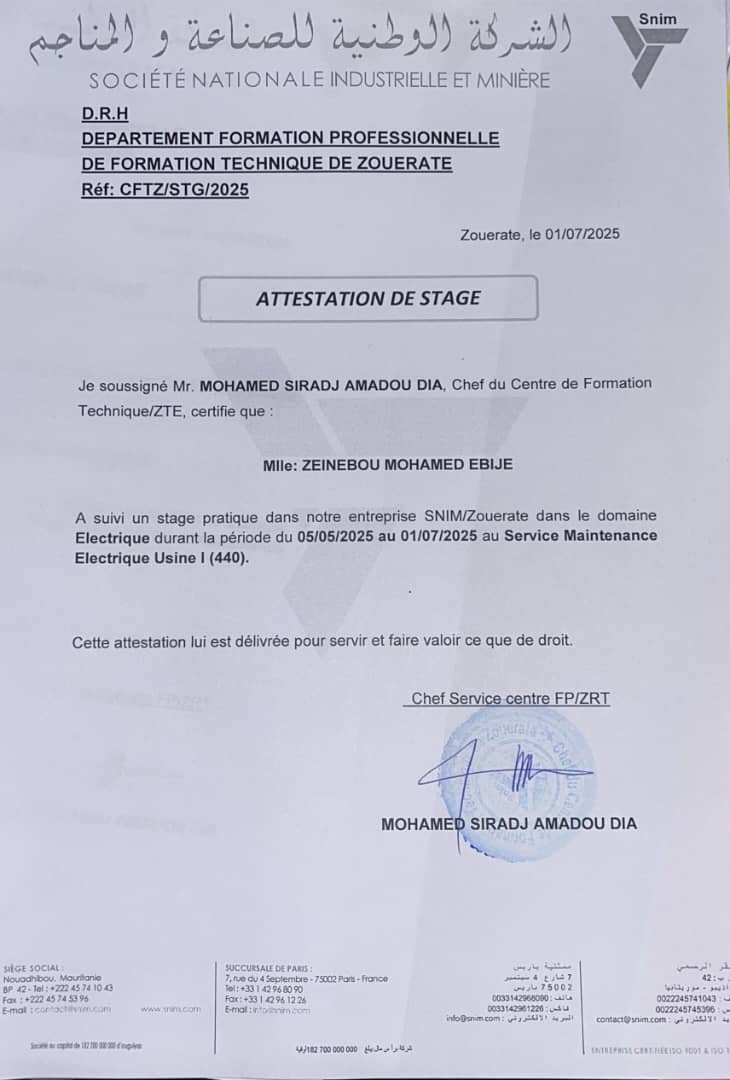 الشركة الوطنية للصناعة و المناجم
Snim
SOCIÉTÉ NATIONALE INDUSTRIELLE ET MINIÈRE
D.R.H
DEPARTEMENT FORMATION PROFESSIONNELLE
DE FORMATION TECHNIQUE DE ZOUERATE
Réf: CFTZ/STG/2025
Zouerate, le 01/07/2025
ATTESTATION DE STAGE
Je soussigné Mr. MOHAMED SIRADJ AMADOU DIA, Chef du Centre de Formation
Technique/ZTE, certifie que :
Mlle: ZEINEBOU MOHAMED EBIJE
A suivi un stage pratique dans notre entreprise SNIM/Zouerate dans le domaine
Electrique durant la période du 05/05/2025 au 01/07/2025 au Service Maintenance
Electrique Usine I (440).
Cette attestation lui est délivrée pour servir et faire valoir ce que de droit.
Chef Service centre FP/ZRT
Zouerate
MOHAMED SIRADJ AMADOU DIA
SIÈGE SOCIAL :
Nouadhibou, Mauritanie
BP 42 - Tel : +222 45 74 10 43
Fax : +222 45 74 53 96
E-mail : contact@snim.com www.snim.com
Société au capital de 182 700 000 000 d'ouguiyas
SUCCURSALE DE PARIS :
7, rue du 4 Septembre - 75002 Paris - France
Tel : +33 1 42 96 80 90
Fax : +33 1 42 96 12 26
E-mail : info@snim.com
شركة رأس مال يبلغ 182 700 000 000 أوقية
ممثلية باريس
7 شارع 4 سبتمبر
75002 باريس
هاتف : 0033142968090
فاكس : 0033142961226
البريد الالكتروني : info@snim.com
الرسمي
42 :
موريتانيا
0022245741043 :
0022245745396 :
الالكتروني : contact@snim.com
ENTREPRISE CERTIFIÉE ISO 9001 & ISO 1